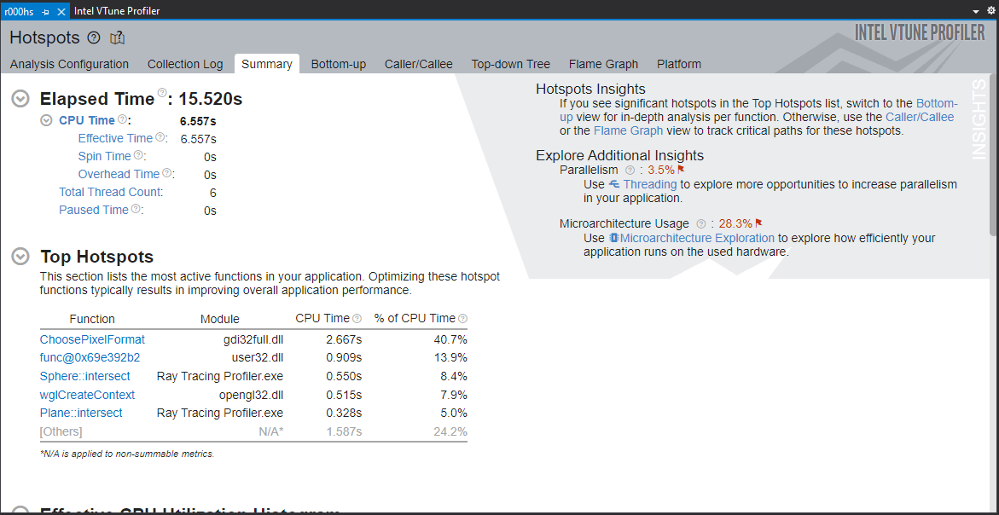 r000hs Intel VTune Profiler
Hotspots
INTEL VTUNE PROFILER
Analysis Configuration Collection Log Summary Bottom-up Caller/Callee Top-down Tree Flame Graph Platform
Elapsed Time : 15.520s
CPU Time : 6.557s
Effective Time : 6.557s
Spin Time : 0s
Overhead Time : 0s
Total Thread Count: 6
Paused Time : 0s
Hotspots Insights
If you see significant hotspots in the Top Hotspots list, switch to the Bottom-
up view for in-depth analysis per function. Otherwise, use the Caller/Callee
or the Flame Graph view to track critical paths for these hotspots.
Explore Additional Insights
Parallelism : 3.5%
Use Threading to explore more opportunities to increase parallelism
in your application.
Microarchitecture Usage : 28.3%
Use Microarchitecture Exploration to explore how efficiently your
application runs on the used hardware.
INSIGHTS
Top Hotspots
This section lists the most active functions in your application. Optimizing these hotspot
functions typically results in improving overall application performance.
Function Module CPU Time % of CPU Time
ChoosePixelFormat gdi32full.dll 2.667s 40.7%
func@0x69e392b2 user32.dll 0.909s 13.9%
Sphere::intersect Ray Tracing Profiler.exe 0.550s 8.4%
wglCreateContext opengl32.dll 0.515s 7.9%
Plane::intersect Ray Tracing Profiler.exe 0.328s 5.0%
[Others] N/A* 1.587s 24.2%
*N/A is applied to non-summable metrics.
Effective CPU Utilization Histogram